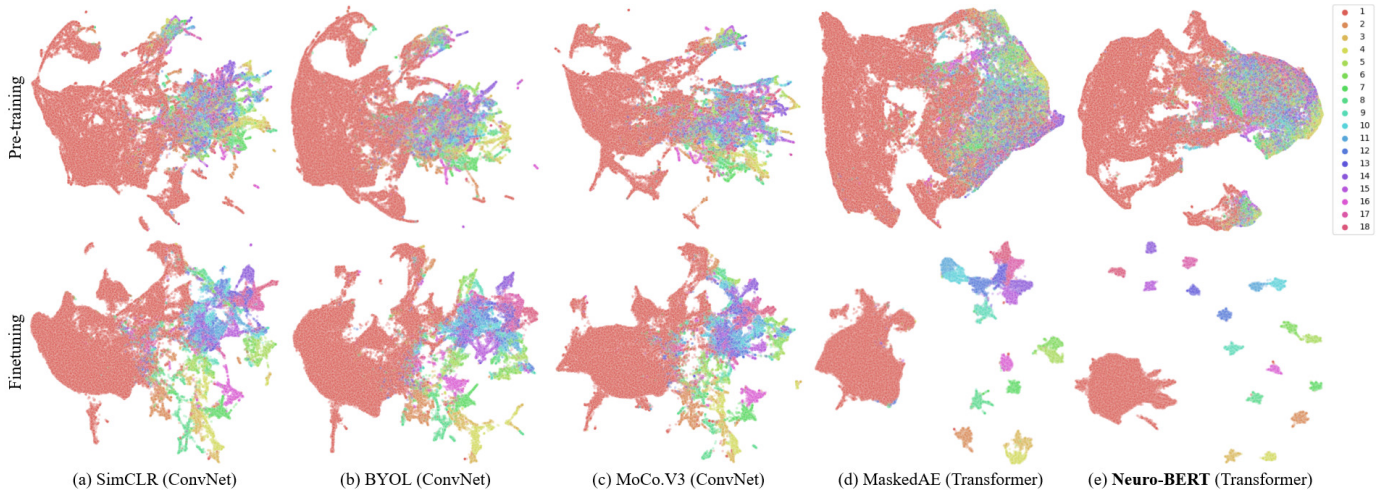 Pre-training
Finetuning
1
2
3
4
5
6
7
8
9
10
11
12
13
14
15
16
17
18
(a) SimCLR (ConvNet)
(b) BYOL (ConvNet)
(c) MoCo.V3 (ConvNet)
(d) MaskedAE (Transformer)
(e) Neuro-BERT (Transformer)